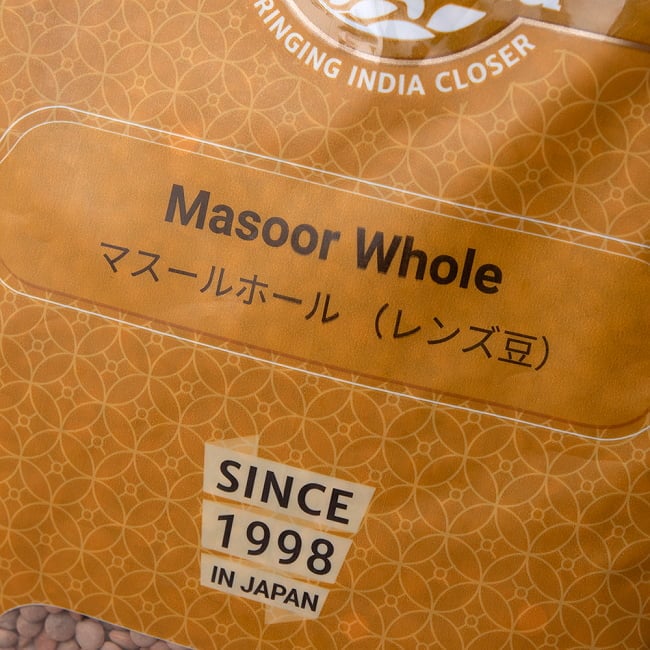 BRINGING INDIA CLOSER
Masoor Whole
マスールホール （レンズ豆）
SINCE
1998
IN JAPAN